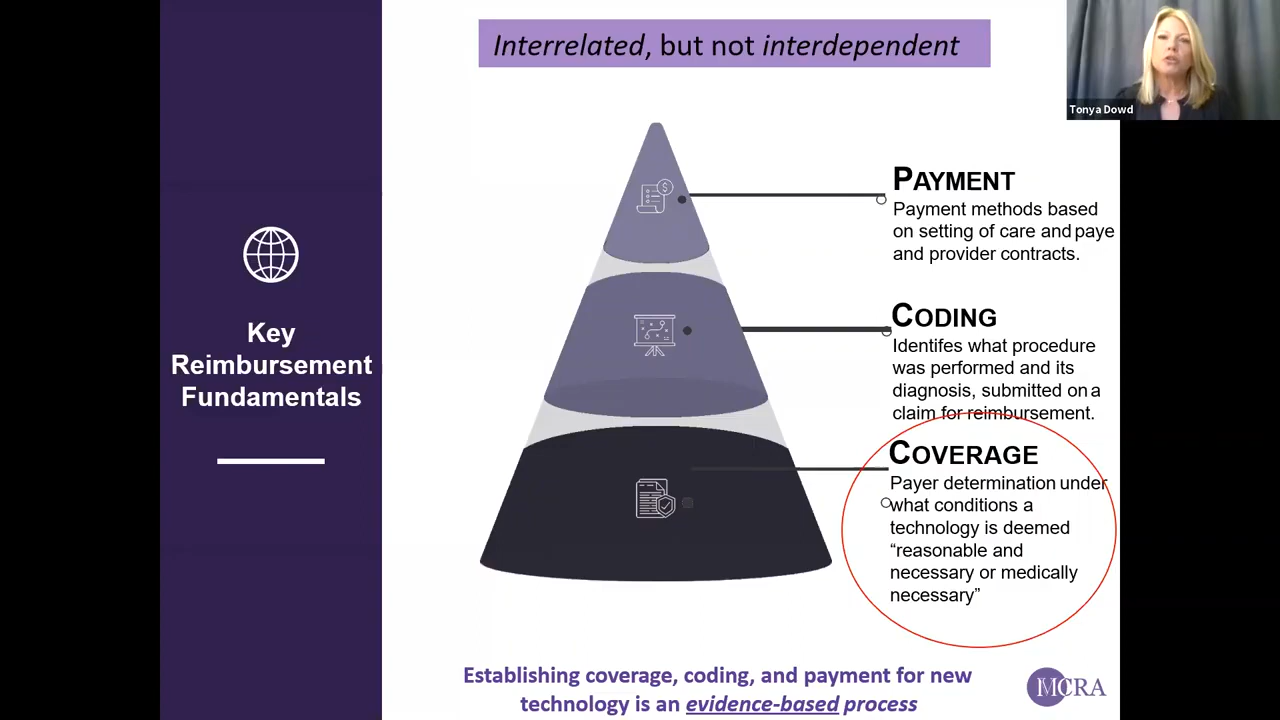 Interrelated, but not interdependent
Tonya Dowd
Key
Reimbursement
Fundamentals
PAYMENT
Payment methods based
on setting of care and paye
and provider contracts.
CODING
Identifes what procedure
was performed and its
diagnosis, submitted on a
claim for reimbursement.
COVERAGE
Payer determination under
what conditions a
technology is deemed
“reasonable and
necessary or medically
necessary”
Establishing coverage, coding, and payment for new
technology is an evidence-based process
MCRA